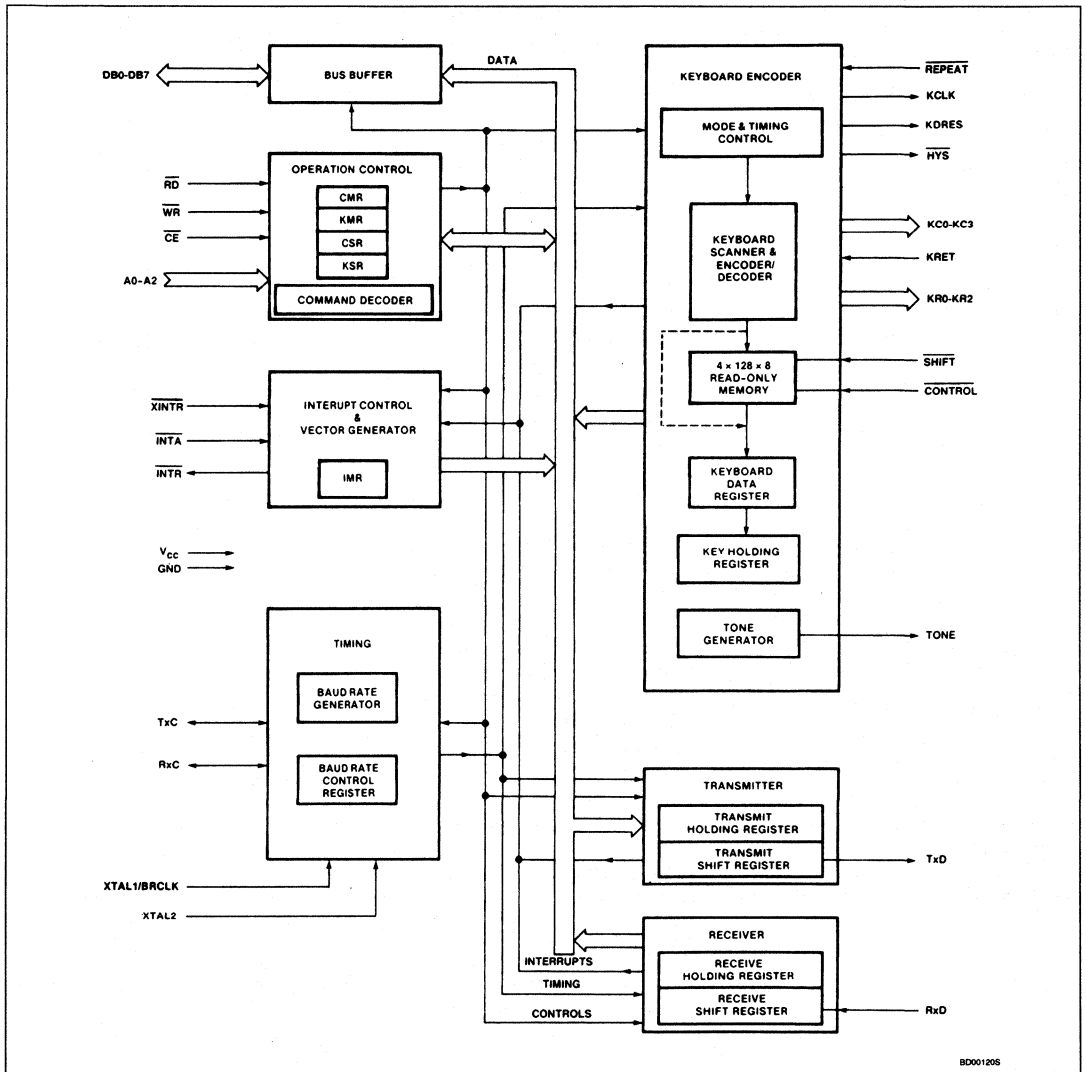 DB0-DB7
BUS BUFFER
DATA
RD
WR
CE
A0-A2
OPERATION CONTROL
CMR
KMR
CSR
KSR
COMMAND DECODER
XINTR
INTA
INTR
INTERUPT CONTROL
&
VECTOR GENERATOR
IMR
VCC
GND
TIMING
BAUD RATE
GENERATOR
BAUD RATE
CONTROL
REGISTER
TxC
RxC
XTAL1/BRCLK
XTAL2
KEYBOARD ENCODER
MODE & TIMING
CONTROL
KEYBOARD
SCANNER &
ENCODER/
DECODER
4 × 128 × 8
READ-ONLY
MEMORY
KEYBOARD
DATA
REGISTER
KEY HOLDING
REGISTER
TONE
GENERATOR
REPEAT
KCLK
KDRES
HYS
KC0-KC3
KRET
KR0-KR2
SHIFT
CONTROL
TONE
TRANSMITTER
TRANSMIT
HOLDING REGISTER
TRANSMIT
SHIFT REGISTER
TxD
RECEIVER
RECEIVE
HOLDING REGISTER
RECEIVE
SHIFT REGISTER
RxD
INTERRUPTS
TIMING
CONTROLS
BD00120S